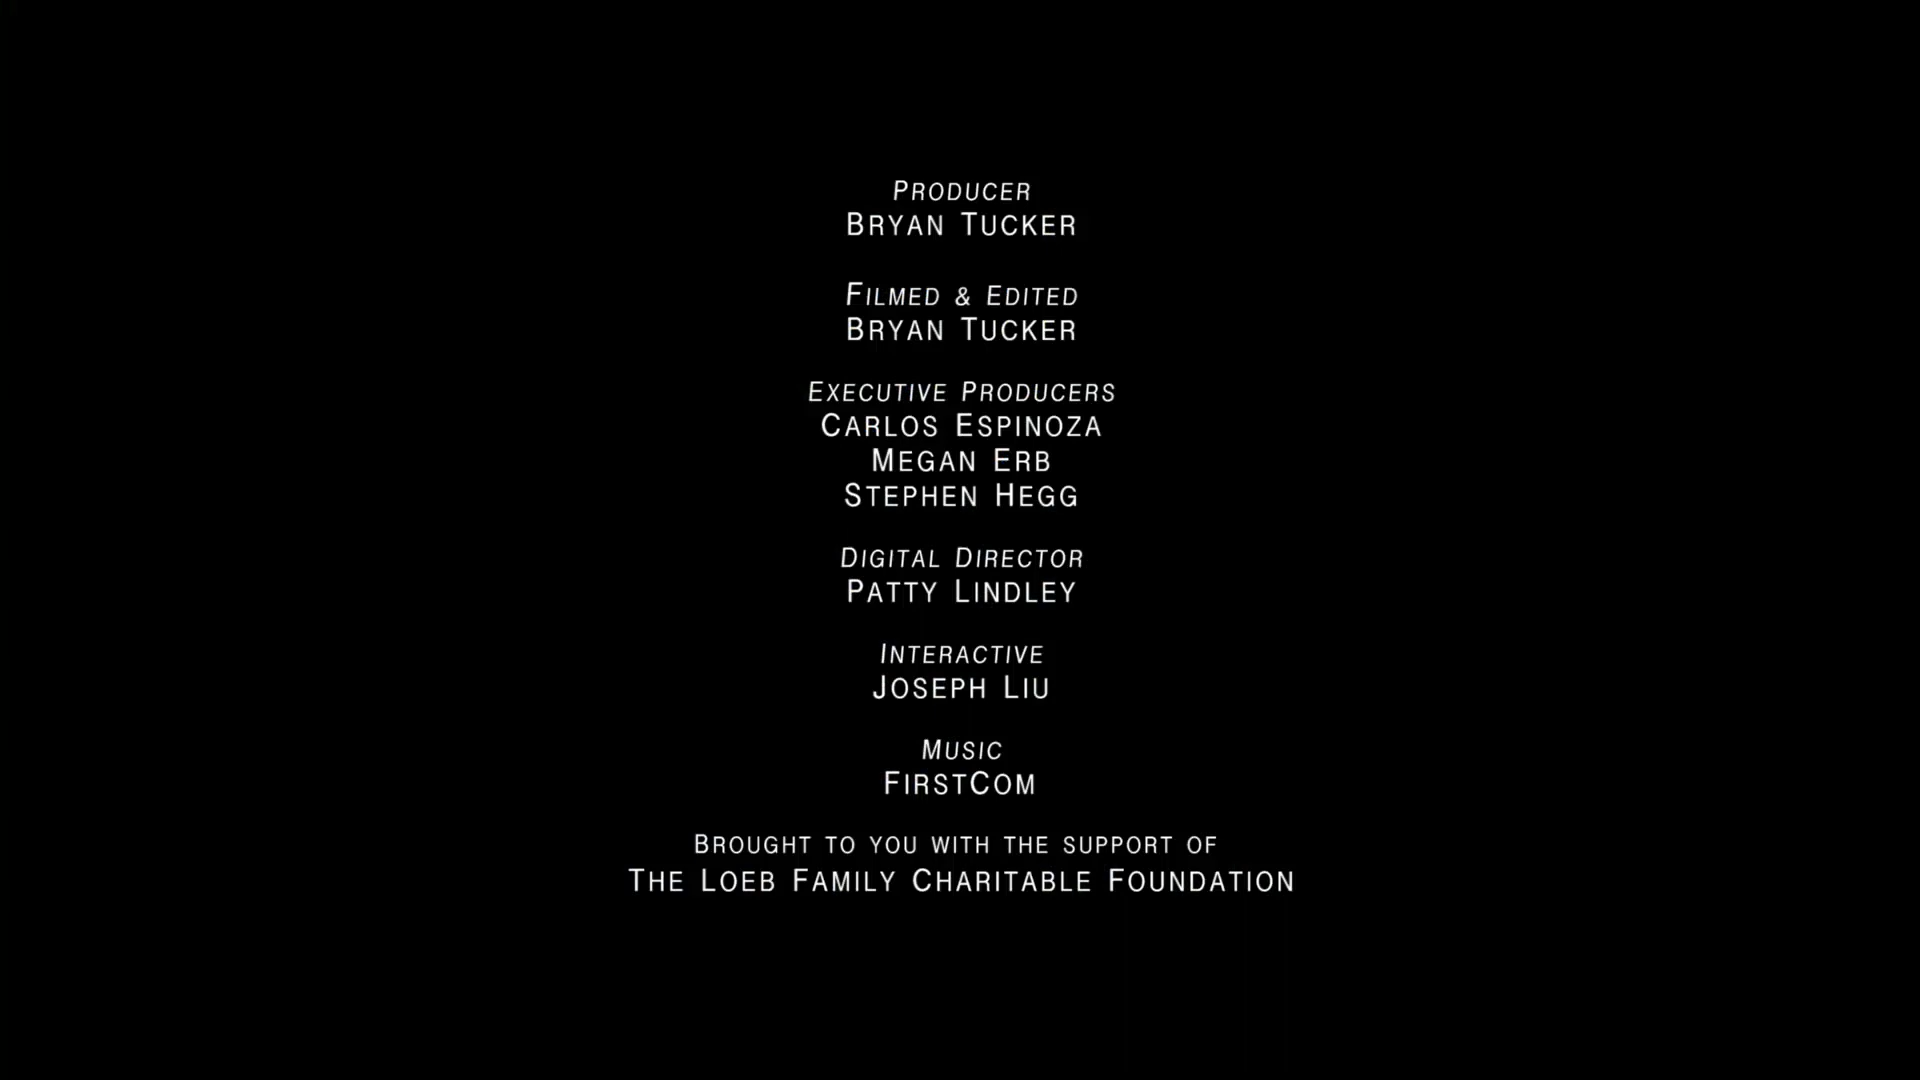 PRODUCER
BRYAN TUCKER
FILMED & EDITED
BRYAN TUCKER
EXECUTIVE PRODUCERS
CARLOS ESPINOZA
MEGAN ERB
STEPHEN HEGG
DIGITAL DIRECTOR
PATTY LINDLEY
INTERACTIVE
JOSEPH LIU
MUSIC
FIRSTCOM
BROUGHT TO YOU WITH THE SUPPORT OF
THE LOEB FAMILY CHARITABLE FOUNDATION